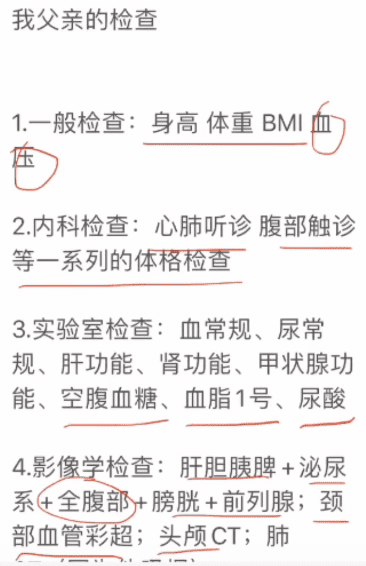 我父亲的检查
1.一般检查：身高 体重 BMI 血
压
2.内科检查：心肺听诊 腹部触诊
等一系列的体格检查
3.实验室检查：血常规、尿常
规、肝功能、肾功能、甲状腺功
能、空腹血糖、血脂1号、尿酸
4.影像学检查：肝胆胰脾+泌尿
系+全腹部+膀胱+前列腺；颈
部血管彩超；头颅CT；肺